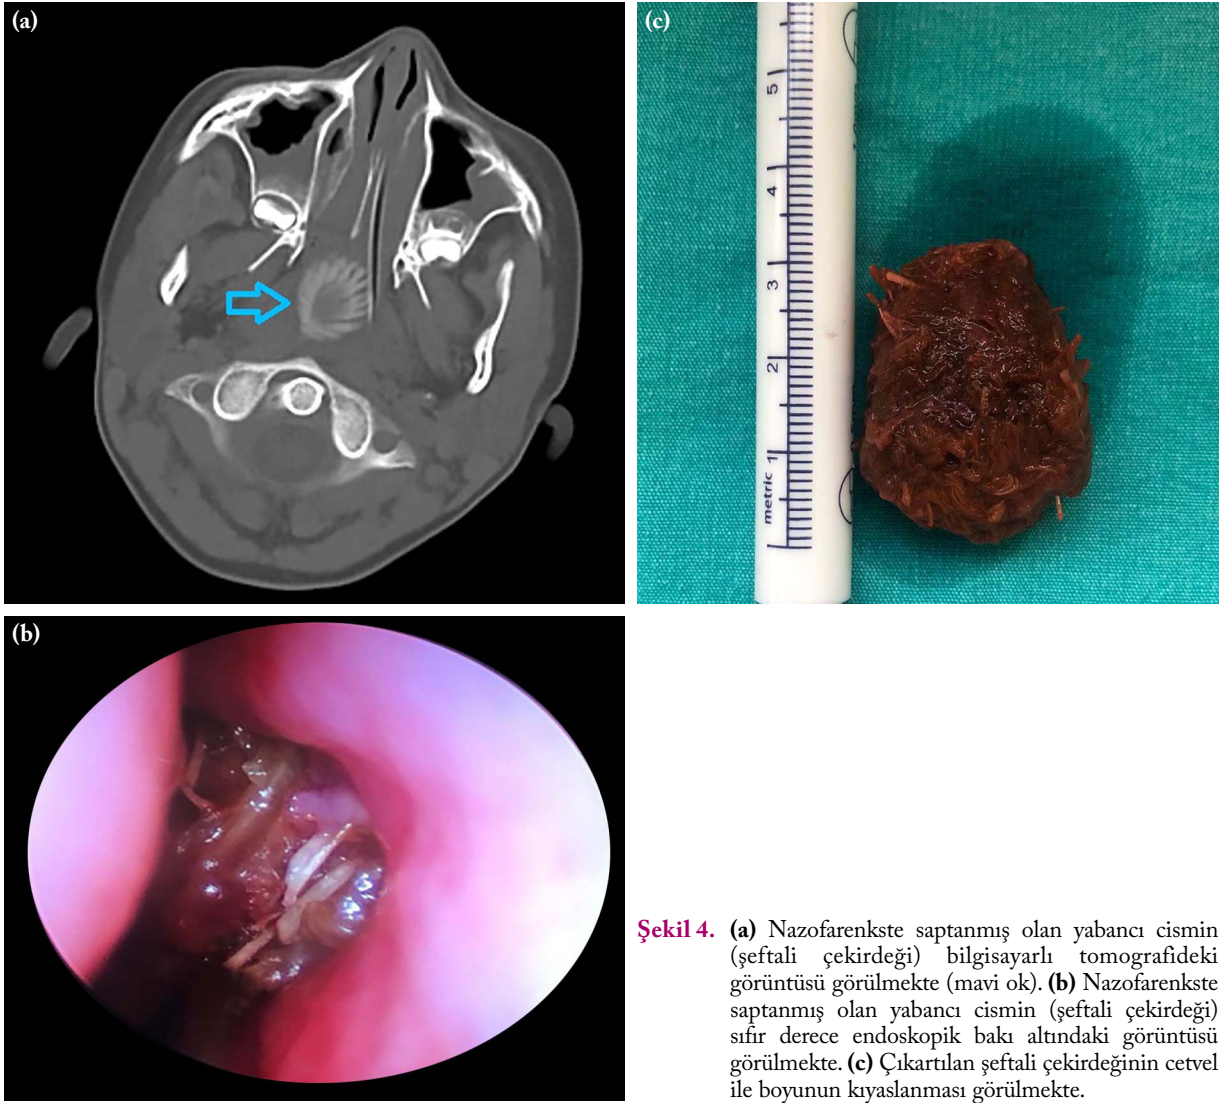 (a)
(c)
5
4
3
2
1
metric
(b)
Şekil 4. (a) Nazofarenkste saptanmış olan yabancı cismin
(şeftali çekirdeği) bilgisayarlı tomografideki
görüntüsü görülmekte (mavi ok). (b) Nazofarenkste
saptanmış olan yabancı cismin (şeftali çekirdeği)
sıfır derece endoskopik bakı altındaki görüntüsü
görülmekte. (c) Çıkartılan şeftali çekirdeğinin cetvel
ile boyunun kıyaslanması görülmekte.